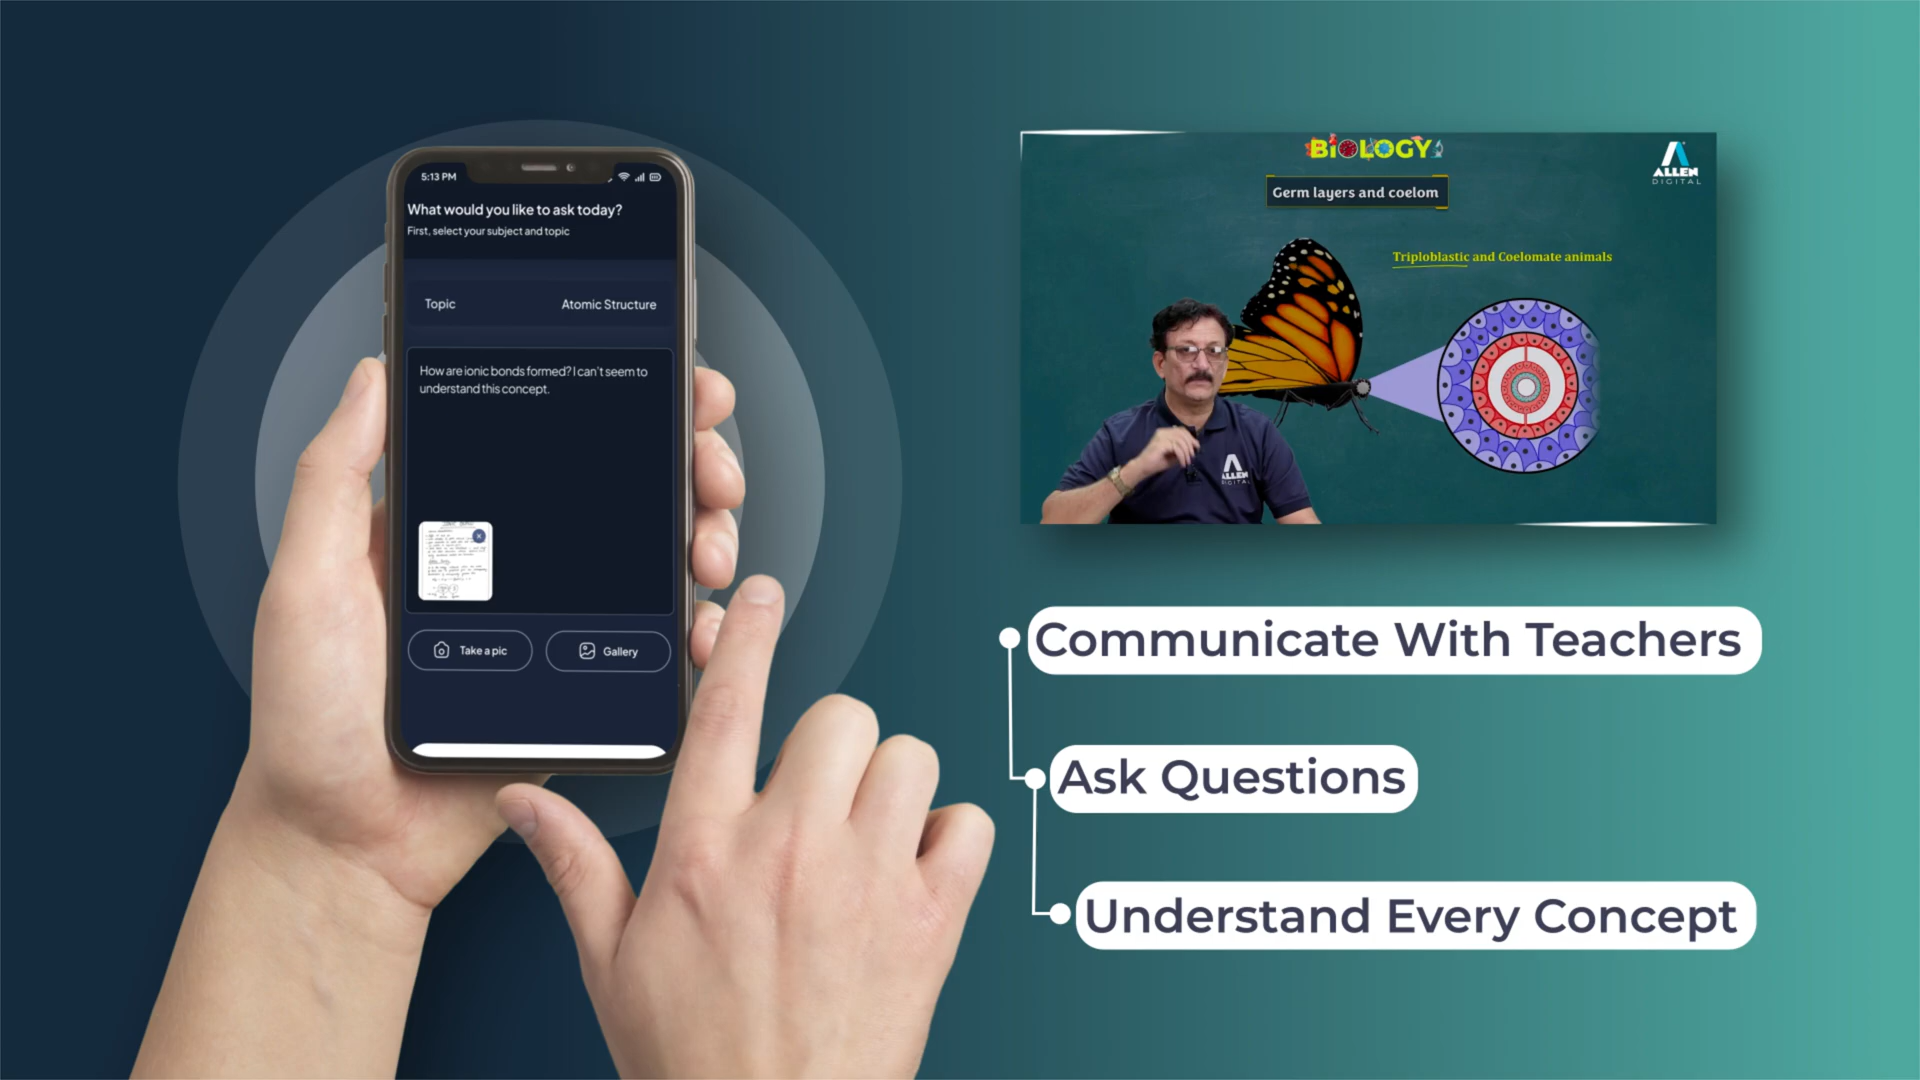 5:13 PM
What would you like to ask today?
First, select your subject and topic
Topic
Atomic Structure
How are ionic bonds formed? I can't seem to
understand this concept.
Take a pic
Gallery
BiOLOGY
Germ layers and coelom
ALLEN
DIGITAL
Triploblastic and Coelomate animals
ALLEN
DIGITAL
Communicate With Teachers
Ask Questions
Understand Every Concept